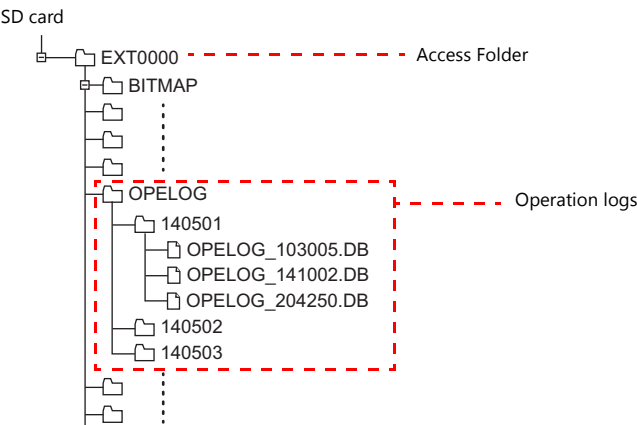 SD card
EXT0000
Access Folder
BITMAP
OPELOG
Operation logs
140501
OPELOG_103005.DB
OPELOG_141002.DB
OPELOG_204250.DB
140502
140503